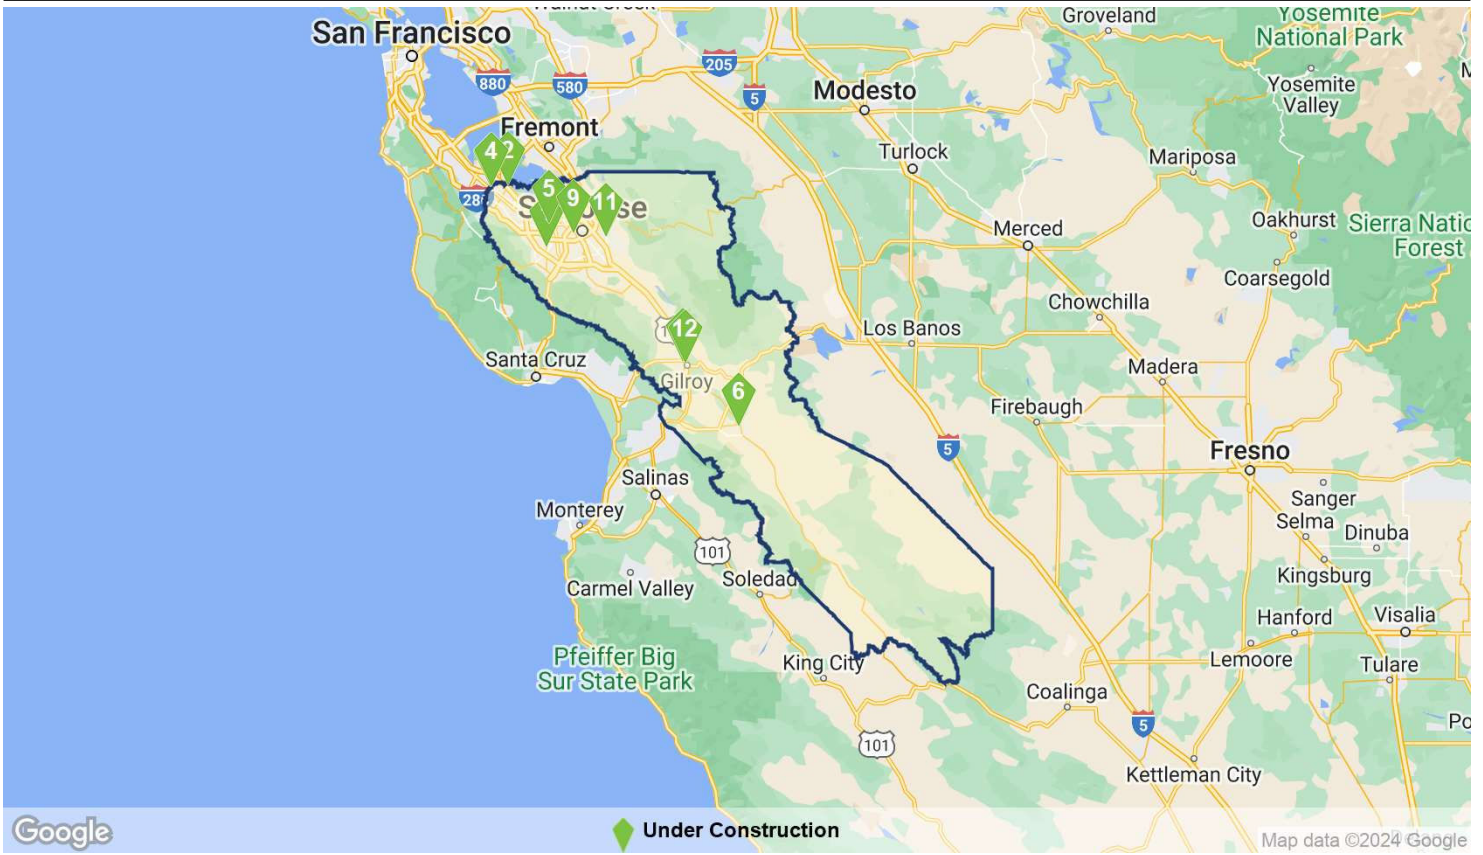 Groveland
Yosemite
National Park
San Francisco
205
880
580
5
Modesto
Yosemite
Valley
Fremont
4
2
Turlock
Mariposa
280
5
9
11
Oakhurst
Merced
Sierra Natio
Forest
Coarsegold
Chowchilla
12
Los Banos
Santa Cruz
Madera
Gilroy
6
Firebaugh
5
Fresno
Salinas
Sanger
Monterey
Selma
Dinuba
101
Soledad
Kingsburg
Carmel Valley
Hanford
Visalia
Pfeiffer Big
Sur State Park
King City
Lemoore
Tulare
Coalinga
5
Po
101
Kettleman City
Google
Under Construction
Map data ©2024 Google